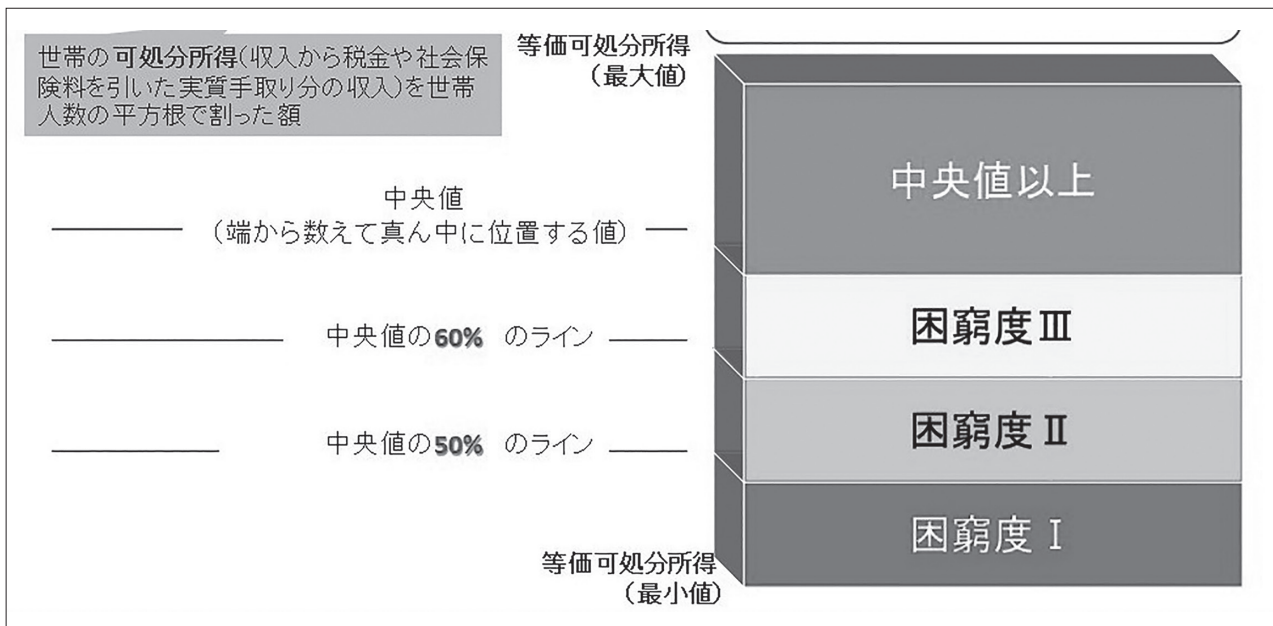 世帯の可処分所得(収入から税金や社会保
険料を引いた実質手取り分の収入)を世帯
人数の平方根で割った額
等価可処分所得
(最大値)
中央値以上
中央値
(端から数えて真ん中に位置する値)
困窮度Ⅲ
中央値の60% のライン
困窮度Ⅱ
中央値の50% のライン
困窮度Ⅰ
等価可処分所得
(最小値)